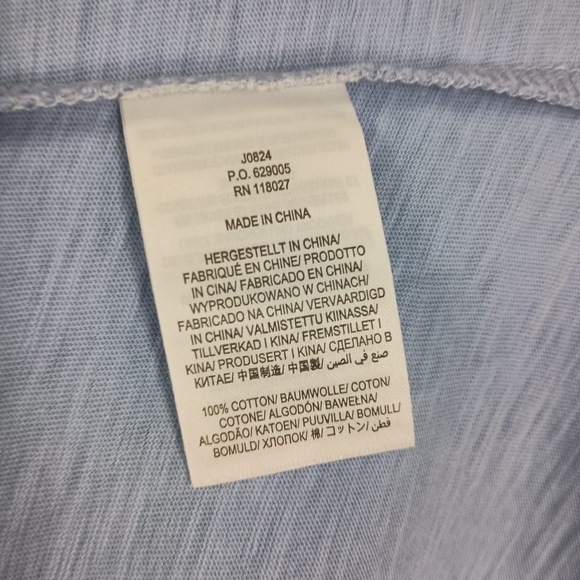 J0824
P.O. 629005
RN 118027
MADE IN CHINA
HERGESTELLT IN CHINA/
FABRIQUÉ EN CHINE/ PRODOTTO
IN CINA/ FABRICADO EN CHINA/
WYPRODUKOWANO W CHINACH/
FABRICADO NA CHINA/ VERVAARDIGD
IN CHINA/ VALMISTETTU KIINASSA/
TILLVERKAD I KINA/ FREMSTILLET I
KINA/ PRODUSERT I KINA/ СДЕЛАНО В
КИТАЕ/ 中国制造/ 中国製/ صنع في الصين
100% COTTON/ BAUMWOLLE/ COTON/
COTONE/ ALGODÓN/ BAWEŁNA/
ALGODÃO/ KATOEN/ PUUVILLA/ BOMULL/
BOMULD/ ХЛОПОК/ 棉/ コットン/ قطن